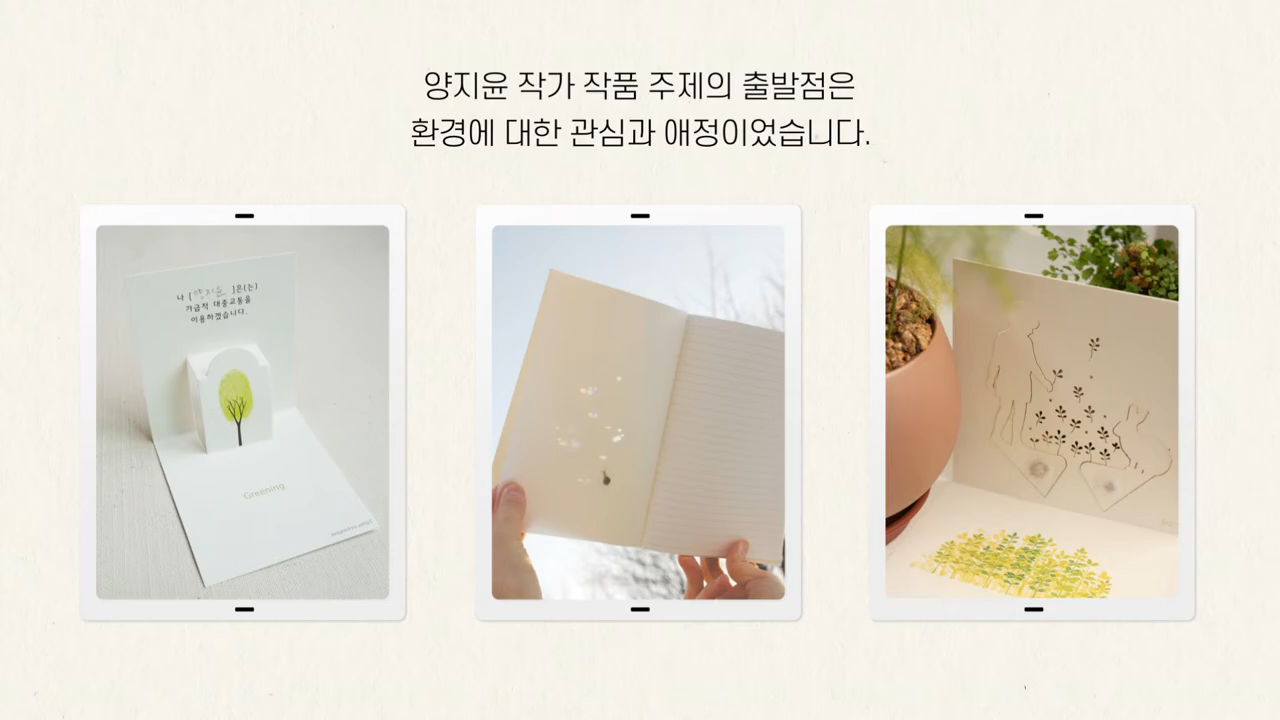 양지윤 작가 작품 주제의 출발점은
환경에 대한 관심과 애정이었습니다.
나 [ 양지윤 ]은(는)
가급적 대중교통을
이용하겠습니다.
Greening